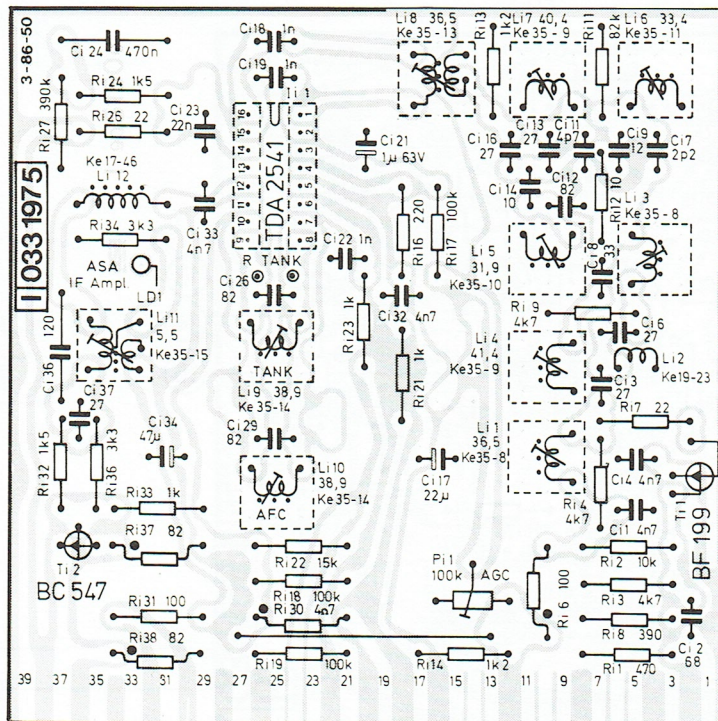 3-86-50
Ci 24 470n
Ri 24 1k5
Ri 26 22
Ri 27 390k
Ci 23
22n
Ke 17-46
Li 12
Ri 34 3k3
Ci 33
4n7
I 0331975
ASA
IF Ampl.
LD1
Li11
5,5
Ke35-15
120
Ci 36
Ci 37
27
Ci 34
47µ
Ri 32 1k5
Ri 36 3k3
Ri 33 1k
Ri 37 82
Ti 2
BC 547
Ri 31 100
Ri 38 82
Ci 18 1n
Ci 19 1n
Ii 1
16 15 14 13 12 11 10 9
TDA 2541
1 2 3 4 5 6 7 8
R TANK
Ci 26
82
TANK
Li 9 38,9
Ke 35-14
Ci 29
82
Li 10
38,9
Ke 35-14
AFC
Ri 22 15k
Ri 18 100k
Ri 30 4n7
Ri 19 100k
Ci 21
1µ 63V
Ci 22 1n
Ri 23 1k
Ci 32 4n7
Ri 16 220
Ri 17 100k
Ri 21 1k
Ci 17
22µ
Pi 1
100k AGC
Ri 14 1k2
Li 8 36,5
Ke 35-13
Ri 13
1k2
Li 7 40,4
Ke 35-9
Ri 11
82k
Li 6 33,4
Ke 35-11
Ci 16
27
Ci 13
27
Ci 11
4p7
Ci 9
12
Ci 7
2p2
Ci 14
10
Ci 12
82
Ri 12 10
Li 3
Ke 35-8
Li 5
31,9
Ke 35-10
Ci 8
33
Ri 9
4k7
Ci 6
27
Li 4
41,4
Ke 35-9
Li 2
Ke 19-23
Ci 3
27
Ri 7 22
Li 1
36,5
Ke 35-8
Ri 4
4k7
Ci 4 4n7
Ci 1 4n7
Ti 1
BF 199
Ri 6 100
Ri 2 10k
Ri 3 4k7
Ri 8 390
Ri 1 470
Ci 2
68
39 37 35 33 31 29 27 25 23 21 19 17 15 13 11 9 7 5 3 1